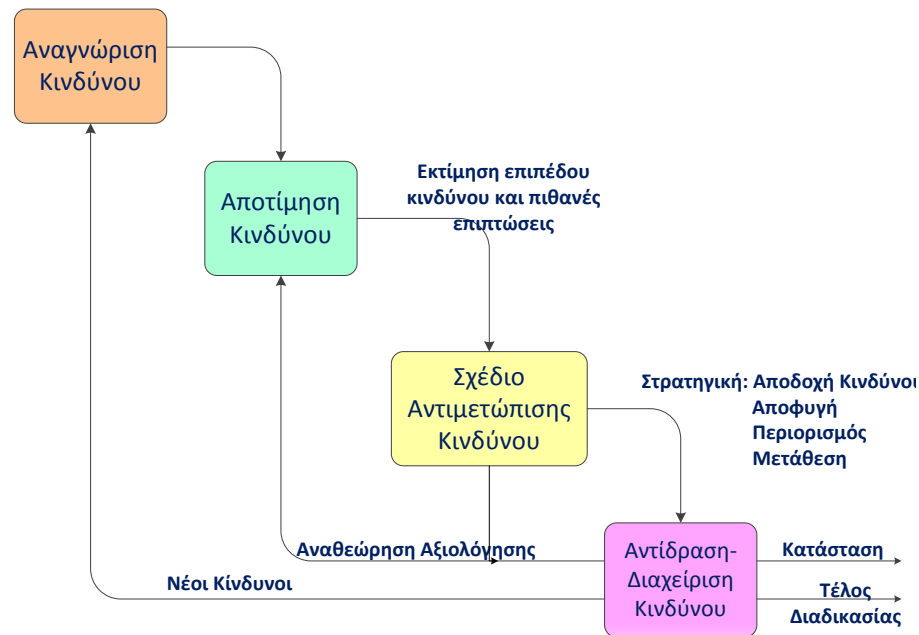 Αναγνώριση
Κινδύνου
Αποτίμηση
Κινδύνου
Εκτίμηση επιπέδου
κινδύνου και πιθανές
επιπτώσεις
Σχέδιο
Αντιμετώπισης
Κινδύνου
Στρατηγική: Αποδοχή Κινδύνου
Αποφυγή
Περιορισμός
Μετάθεση
Αναθεώρηση Αξιολόγησης
Νέοι Κίνδυνοι
Αντίδραση-
Διαχείριση
Κινδύνου
Κατάσταση
Τέλος
Διαδικασίας